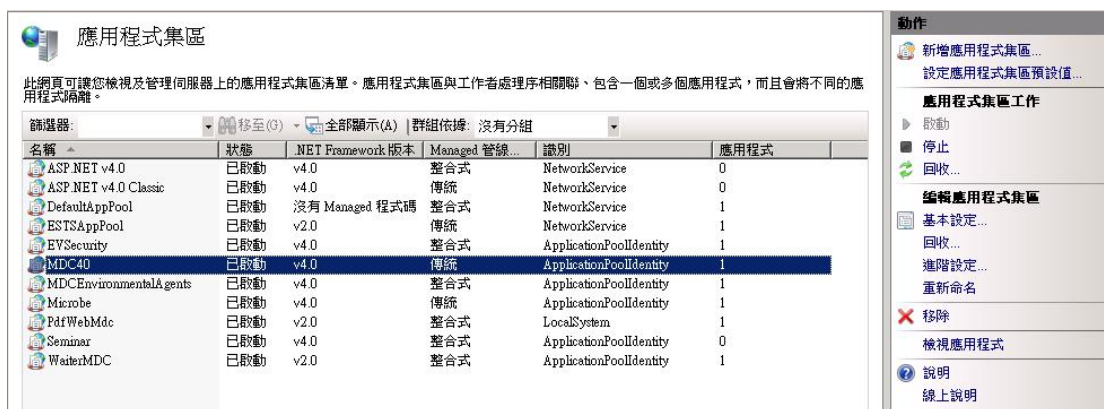 應用程式集區
此網頁可讓您檢視及管理伺服器上的應用程式集區清單。應用程式集區與工作者處理序相關聯、包含一個或多個應用程式，而且會將不同的應
用程式隔離。
篩選器: 移至(G) 全部顯示(A) 群組依據: 沒有分組
名稱 狀態 .NET Framework 版本 Managed 管線... 識別 應用程式
ASP.NET v4.0 已啟動 v4.0 整合式 NetworkService 0
ASP.NET v4.0 Classic 已啟動 v4.0 傳統 NetworkService 0
DefaultAppPool 已啟動 沒有 Managed 程式碼 整合式 NetworkService 1
ESTSAppPool 已啟動 v2.0 傳統 NetworkService 1
EVSecurity 已啟動 v4.0 整合式 ApplicationPoolIdentity 1
MDC40 已啟動 v4.0 傳統 ApplicationPoolIdentity 1
MDCEnvironmentalAgents 已啟動 v4.0 整合式 ApplicationPoolIdentity 1
Microbe 已啟動 v4.0 傳統 ApplicationPoolIdentity 1
PdfWebMdc 已啟動 v2.0 整合式 LocalSystem 1
Seminar 已啟動 v4.0 整合式 ApplicationPoolIdentity 0
WaiterMDC 已啟動 v2.0 整合式 ApplicationPoolIdentity 1
動作
新增應用程式集區...
設定應用程式集區預設值...
應用程式集區工作
啟動
停止
回收...
編輯應用程式集區
基本設定...
回收...
進階設定...
重新命名
移除
檢視應用程式
說明
線上說明